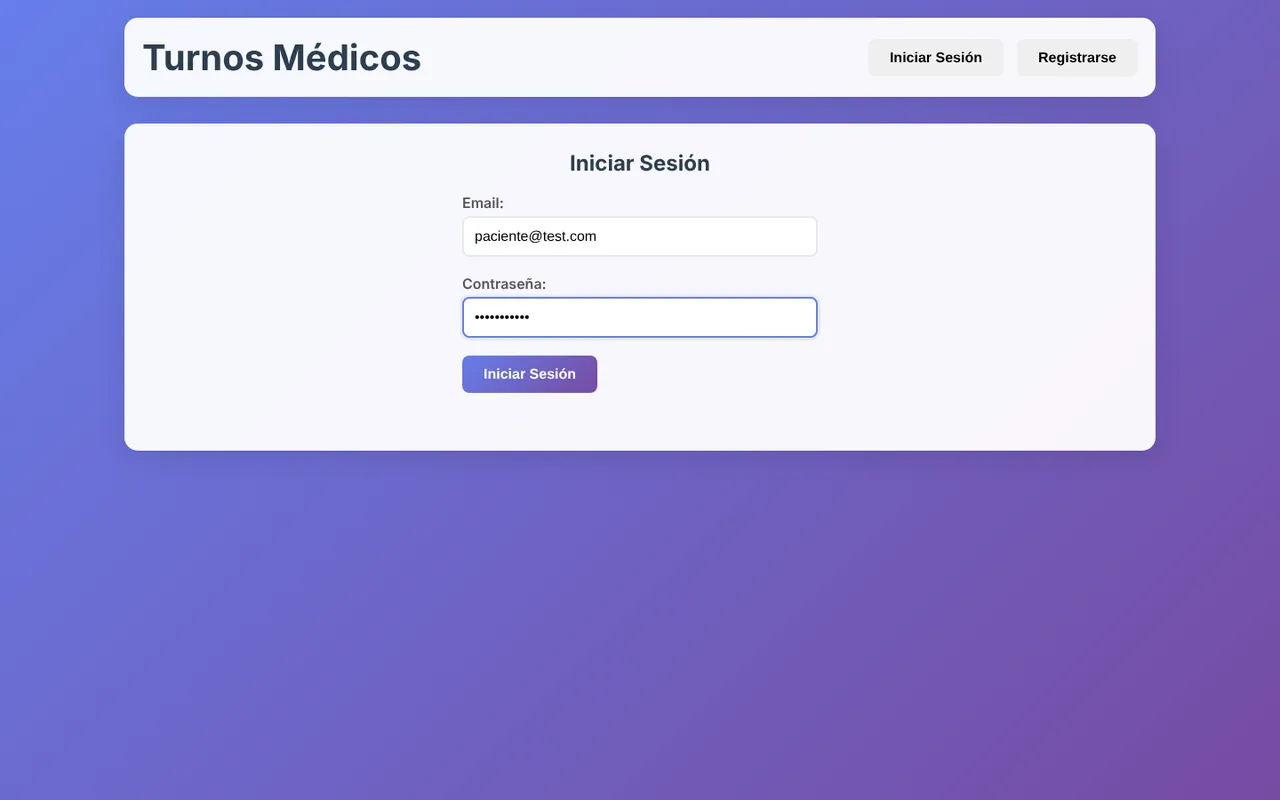 Turnos Médicos
Iniciar Sesión
Registrarse
Iniciar Sesión
Email:
paciente@test.com
Contraseña:
•••••••••••
Iniciar Sesión